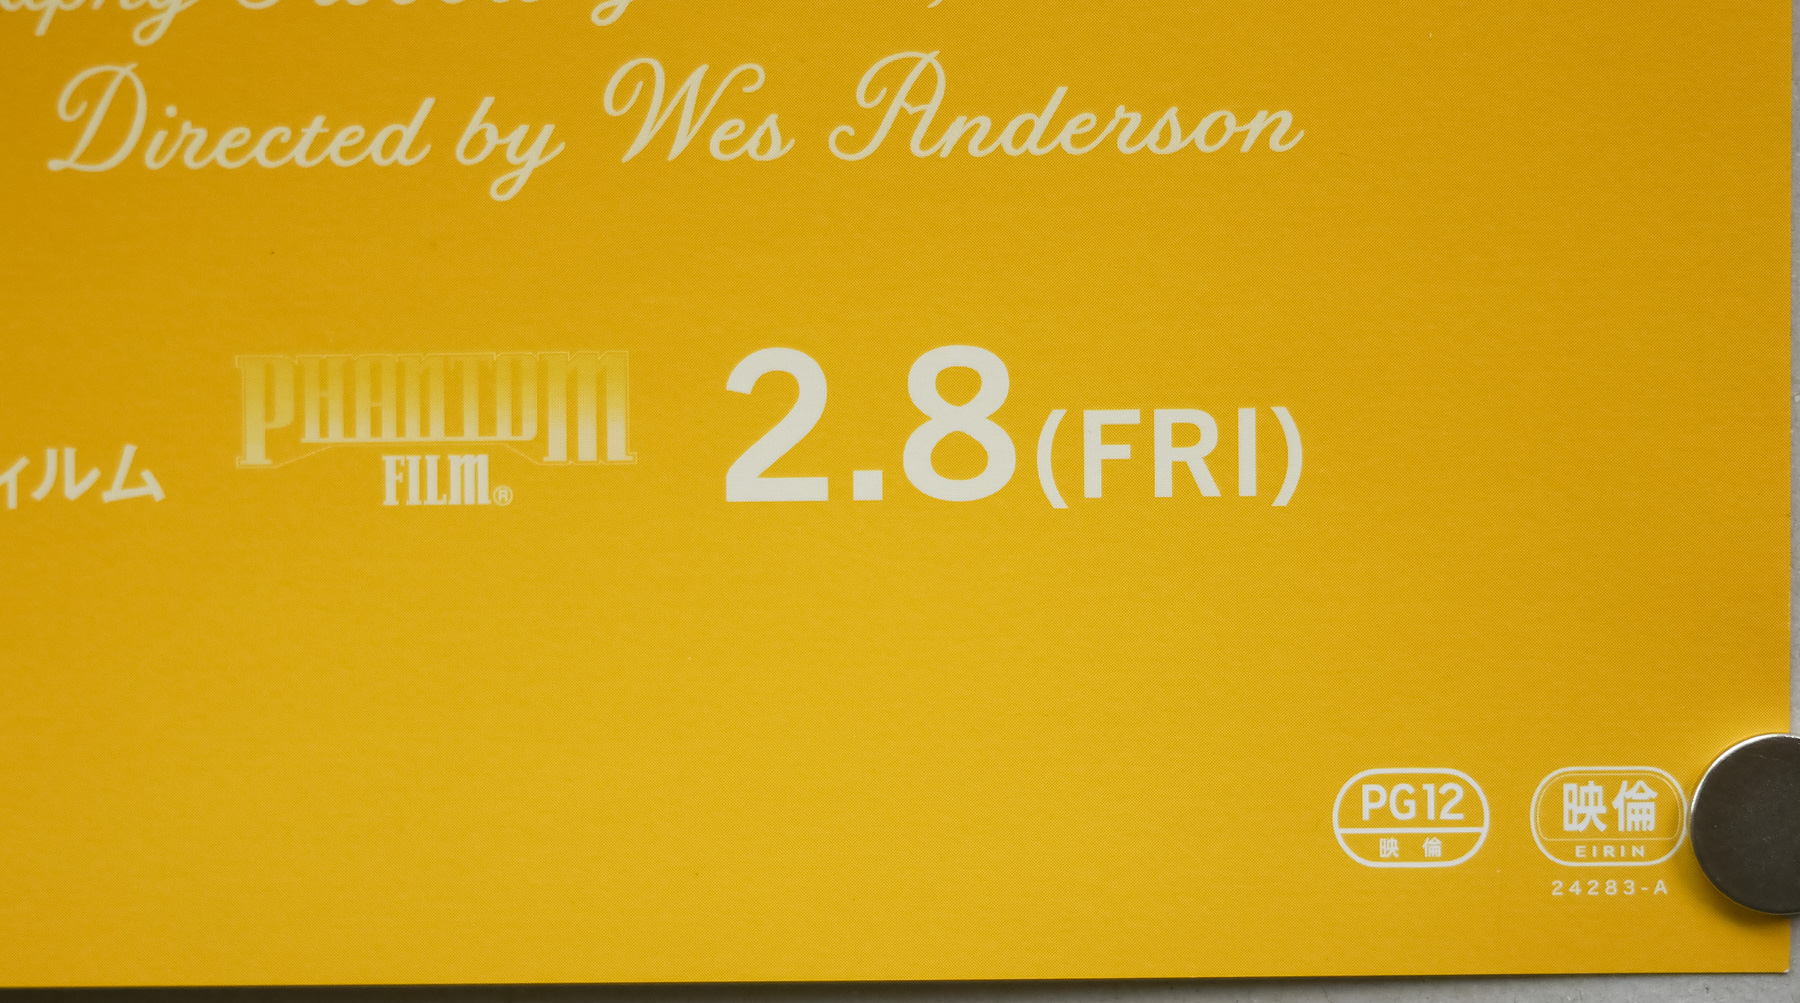 Directed by Wes Anderson
ィルム
PHANTOM
FILM®
2.8(FRI)
PG12
映倫
映倫
EIRIN
24283-A